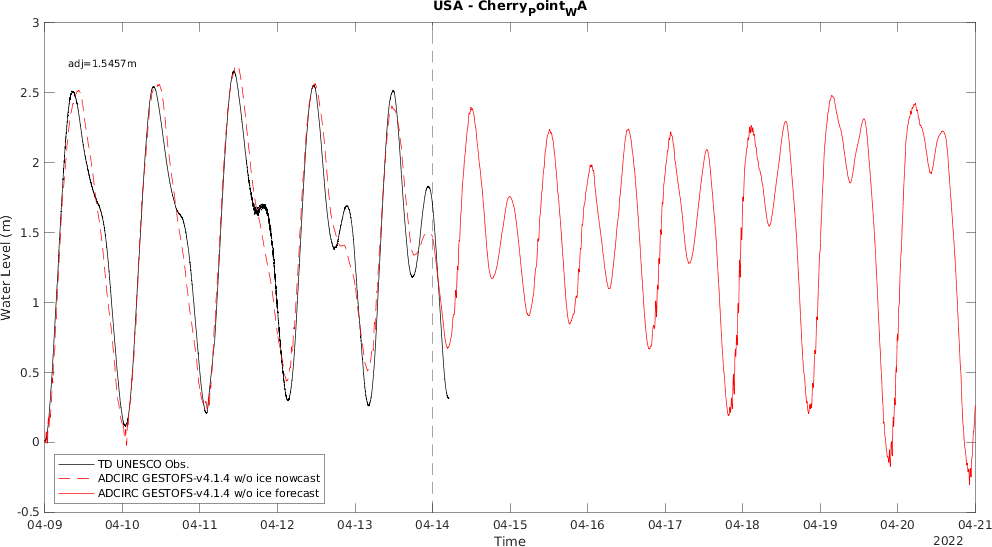 USA - Cherry_Point_WA
adj=1.5457m
3
2.5
2
1.5
1
0.5
0
-0.5
Water Level (m)
TD UNESCO Obs.
ADCIRC GESTOFS-v4.1.4 w/o ice nowcast
ADCIRC GESTOFS-v4.1.4 w/o ice forecast
04-09 04-10 04-11 04-12 04-13 04-14 04-15 04-16 04-17 04-18 04-19 04-20 04-21
Time
2022